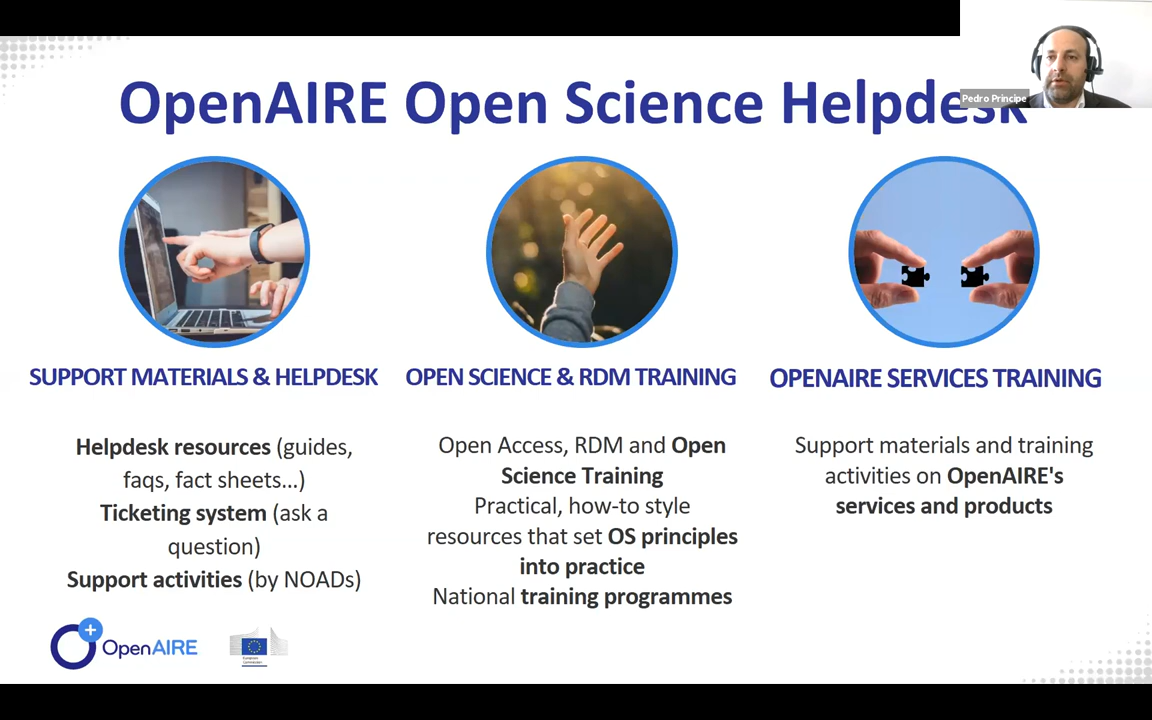 OpenAIRE Open Science Helpdesk
Pedro Principe
SUPPORT MATERIALS & HELPDESK
Helpdesk resources (guides,
faqs, fact sheets...)
Ticketing system (ask a
question)
Support activities (by NOADs)
OPEN SCIENCE & RDM TRAINING
Open Access, RDM and Open
Science Training
Practical, how-to style
resources that set OS principles
into practice
National training programmes
OPENAIRE SERVICES TRAINING
Support materials and training
activities on OpenAIRE's
services and products
OpenAIRE
European
Commission